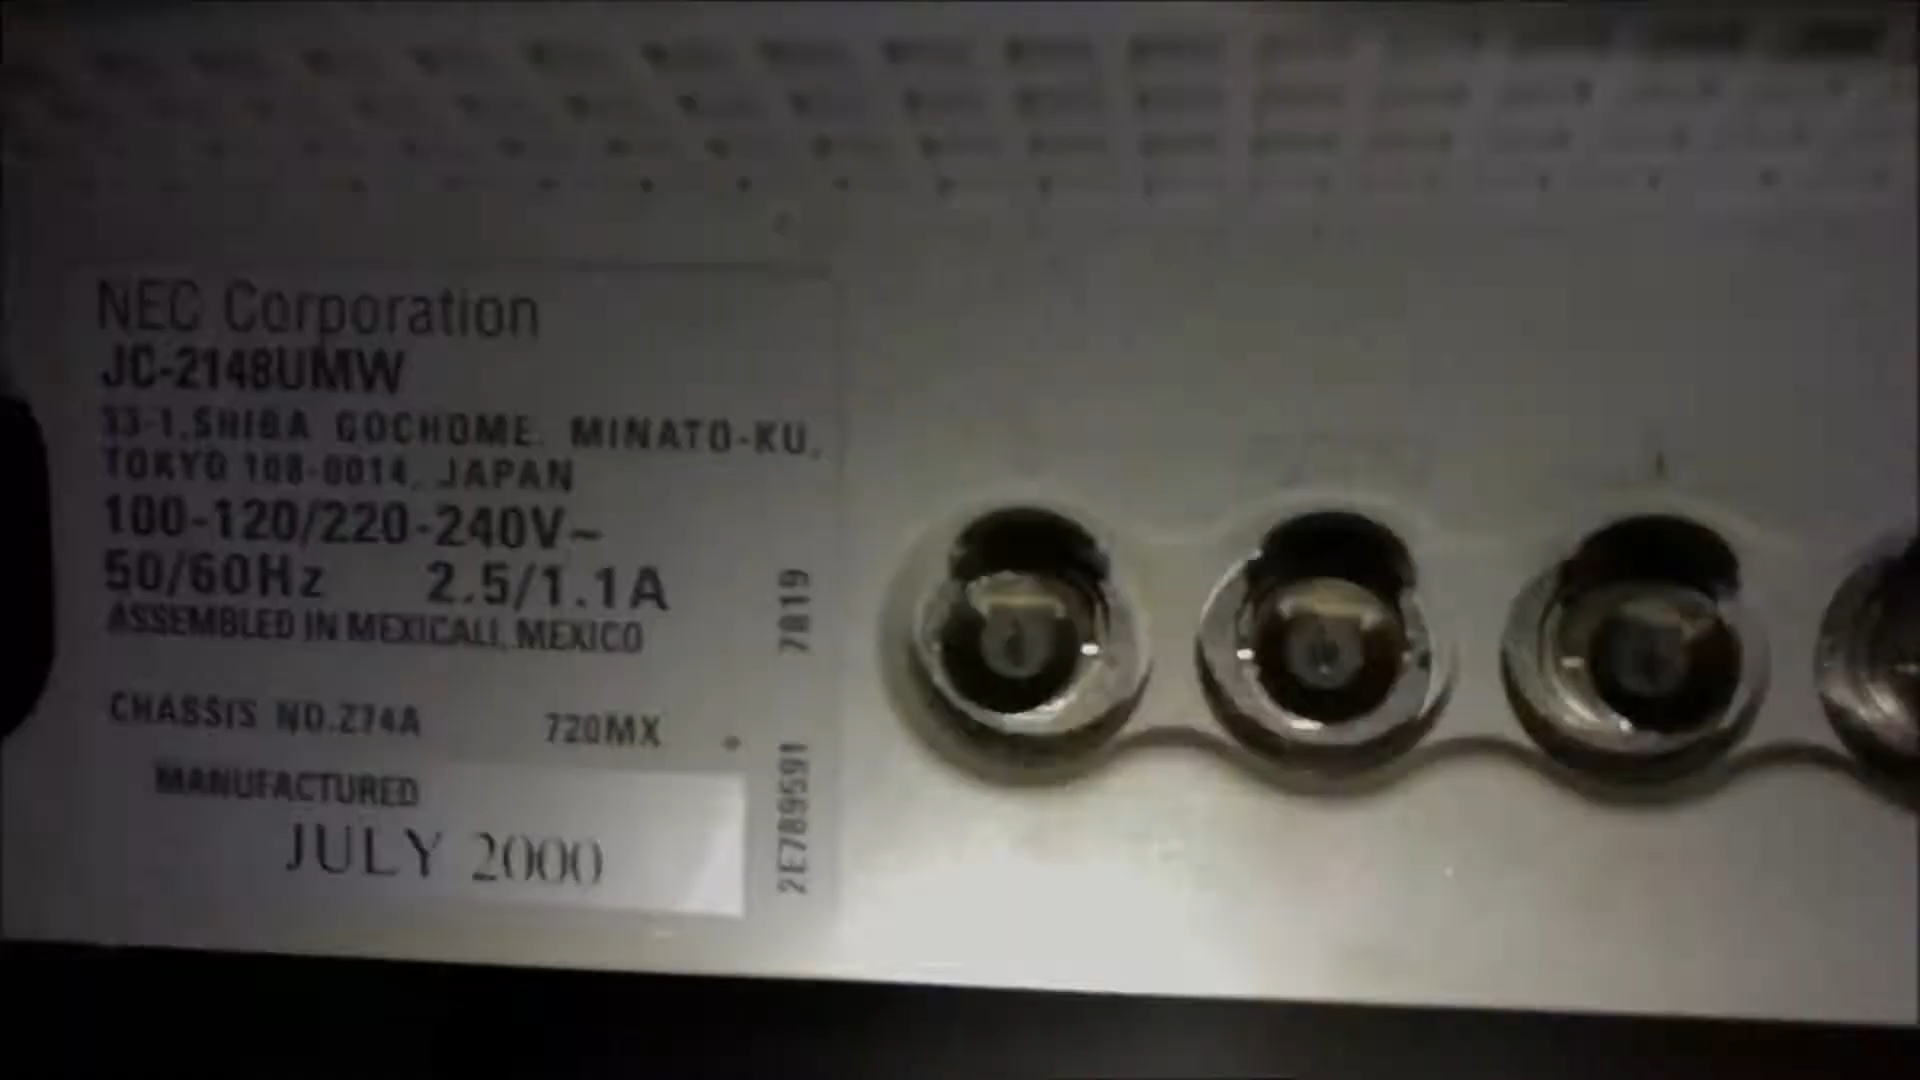 NEC Corporation
JC-2148UMW
33-1, SHIBA GOCHOME, MINATO-KU,
TOKYO 108-0014, JAPAN
100-120/220-240V~
50/60Hz 2.5/1.1A
ASSEMBLED IN MEXICALI, MEXICO
CHASSIS NO.Z74A 720MX
MANUFACTURED
JULY 2000
2E789591 7819